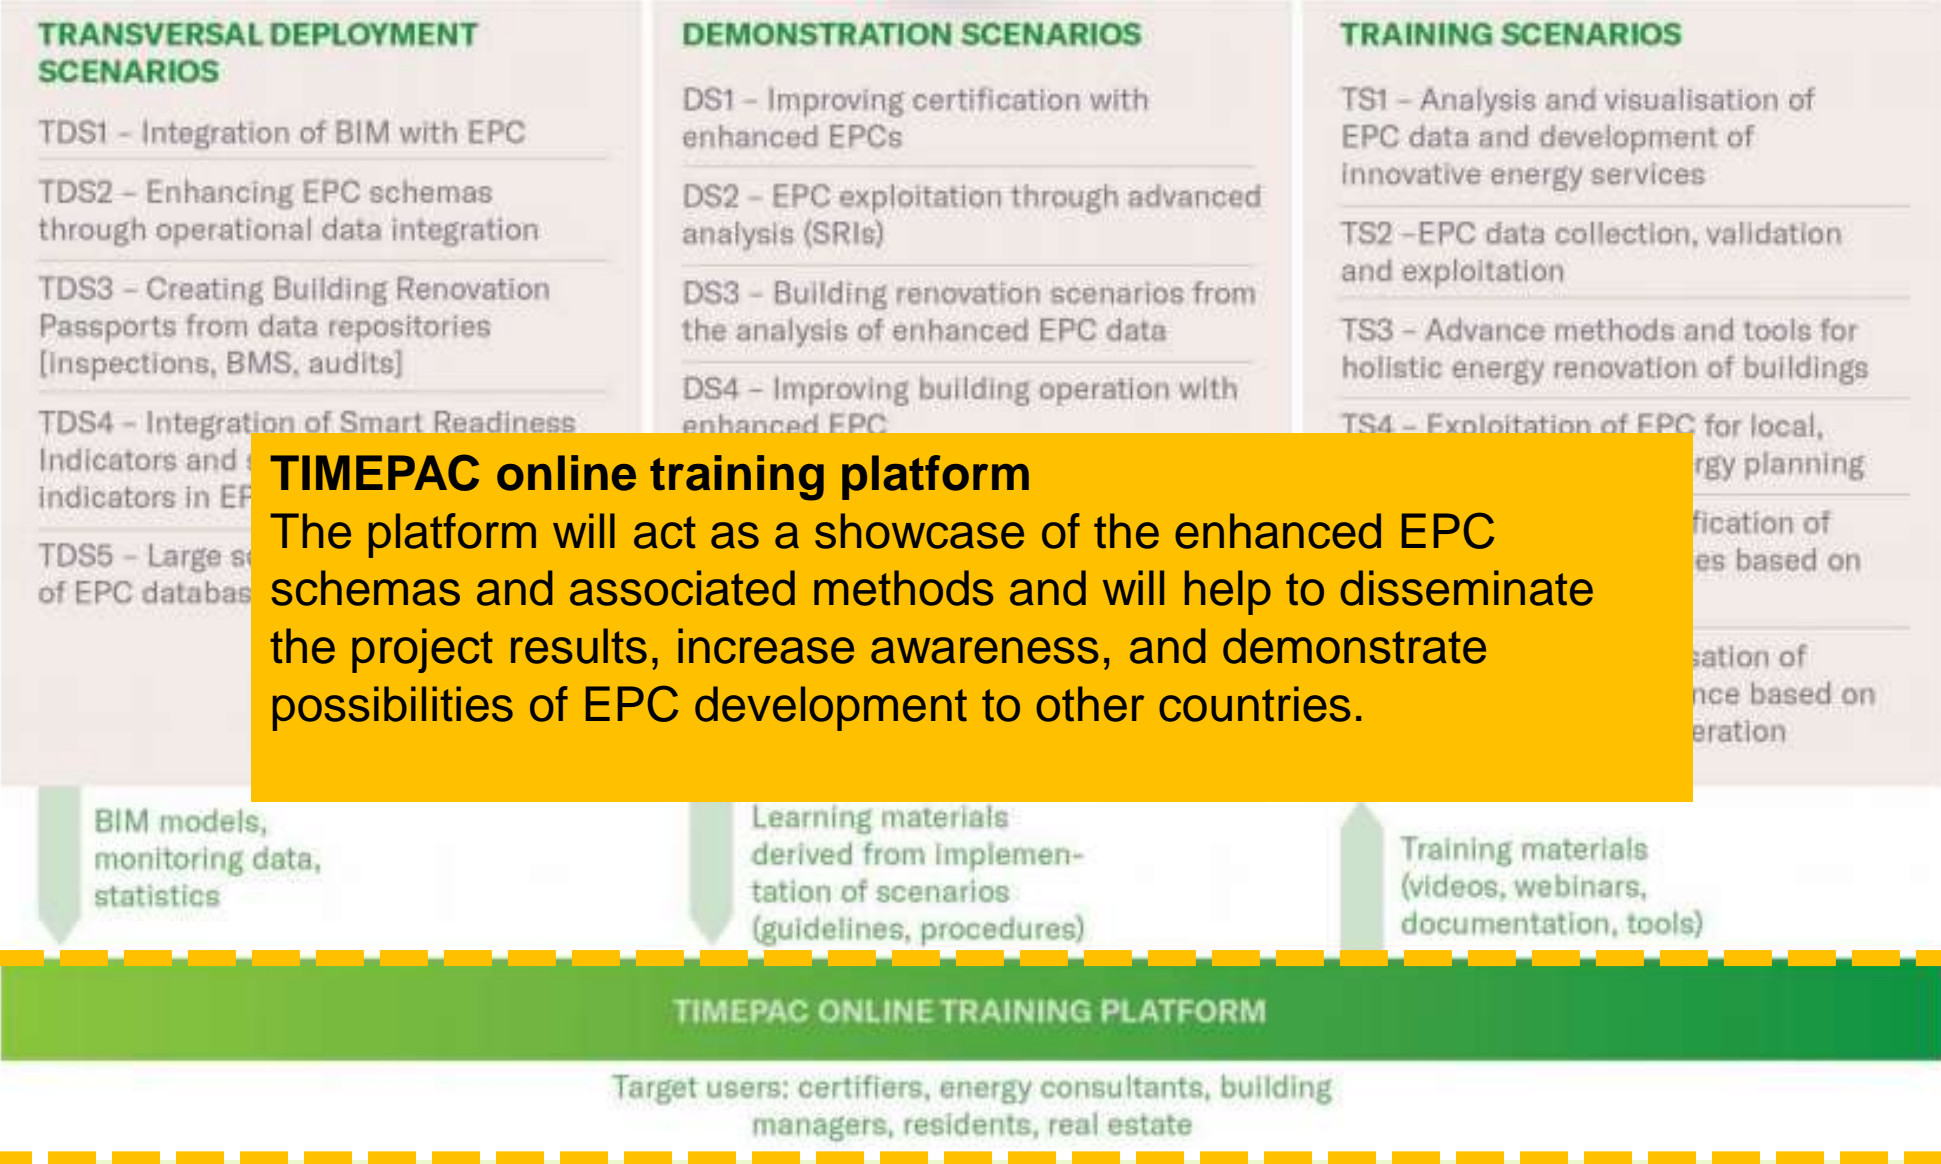 TRANSVERSAL DEPLOYMENT
SCENARIOS
TDS1 – Integration of BIM with EPC
TDS2 – Enhancing EPC schemas
through operational data integration
TDS3 – Creating Building Renovation
Passports from data repositories
[inspections, BMS, audits]
TDS4 – Integration of Smart Readiness
Indicators and
indicators in
TDS5 – Large
of EPC
DEMONSTRATION SCENARIOS
DS1 – Improving certification with
enhanced EPCs
DS2 – EPC exploitation through advanced
analysis (SRIs)
DS3 – Building renovation scenarios from
the analysis of enhanced EPC data
DS4 – Improving building operation with
enhanced EPC
TRAINING SCENARIOS
TS1 – Analysis and visualisation of
EPC data and development of
innovative energy services
TS2 –EPC data collection, validation
and exploitation
TS3 – Advance methods and tools for
holistic energy renovation of buildings
TS4 – Exploitation of EPC for local,
planning
of
based on
of
based on
TIMEPAC online training platform
The platform will act as a showcase of the enhanced EPC
schemas and associated methods and will help to disseminate
the project results, increase awareness, and demonstrate
possibilities of EPC development to other countries.
BIM models,
monitoring data,
statistics
Learning materials
derived from implemen-
tation of scenarios
(guidelines, procedures)
Training materials
(videos, webinars,
documentation, tools)
TIMEPAC ONLINE TRAINING PLATFORM
Target users: certifiers, energy consultants, building
managers, residents, real estate